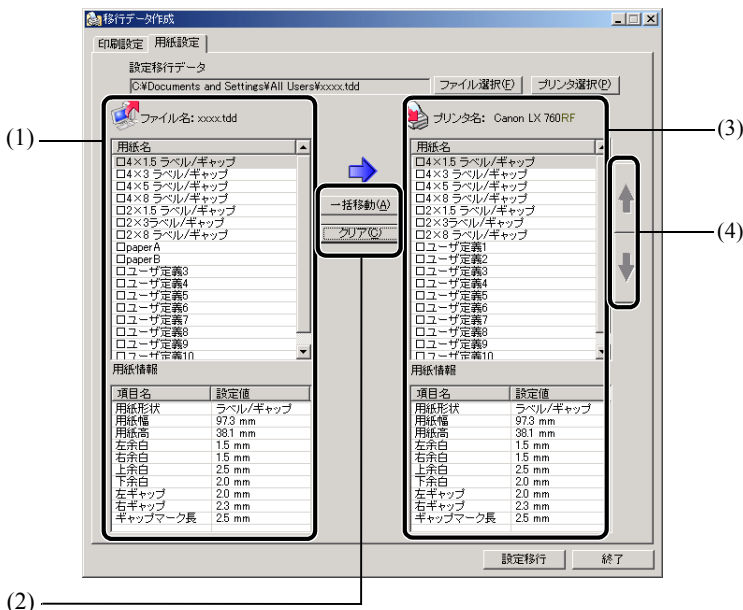 移行データ作成
印刷設定 用紙設定
設定移行データ
C:¥Documents and Settings¥All Users¥xxxx.tdd ファイル選択(F) プリンタ選択(P)
(1)
ファイル名: xxxx.tdd
用紙名
4×1.5 ラベル/ギャップ
4×3 ラベル/ギャップ
4×5 ラベル/ギャップ
4×8 ラベル/ギャップ
2×1.5 ラベル/ギャップ
2×3ラベル/ギャップ
2×8 ラベル/ギャップ
paperA
paperB
ユーザ定義3
ユーザ定義4
ユーザ定義5
ユーザ定義6
ユーザ定義7
ユーザ定義8
ユーザ定義9
ユーザ定義10
用紙情報
項目名 設定値
用紙形状 ラベル/ギャップ
用紙幅 97.3 mm
用紙高 38.1 mm
左余白 1.5 mm
右余白 1.5 mm
上余白 2.5 mm
下余白 2.0 mm
左ギャップ 2.0 mm
右ギャップ 2.3 mm
ギャップマーク長 2.5 mm
一括移動(A)
クリア(C)
(2)
プリンタ名: Canon LX 760RF
(3)
用紙名
4×1.5 ラベル/ギャップ
4×3 ラベル/ギャップ
4×5 ラベル/ギャップ
4×8 ラベル/ギャップ
2×1.5 ラベル/ギャップ
2×3ラベル/ギャップ
2×8 ラベル/ギャップ
ユーザ定義1
ユーザ定義2
ユーザ定義3
ユーザ定義4
ユーザ定義5
ユーザ定義6
ユーザ定義7
ユーザ定義8
ユーザ定義9
ユーザ定義10
(4)
用紙情報
項目名 設定値
用紙形状 ラベル/ギャップ
用紙幅 97.3 mm
用紙高 38.1 mm
左余白 1.5 mm
右余白 1.5 mm
上余白 2.5 mm
下余白 2.0 mm
左ギャップ 2.0 mm
右ギャップ 2.3 mm
ギャップマーク長 2.5 mm
設定移行 終了